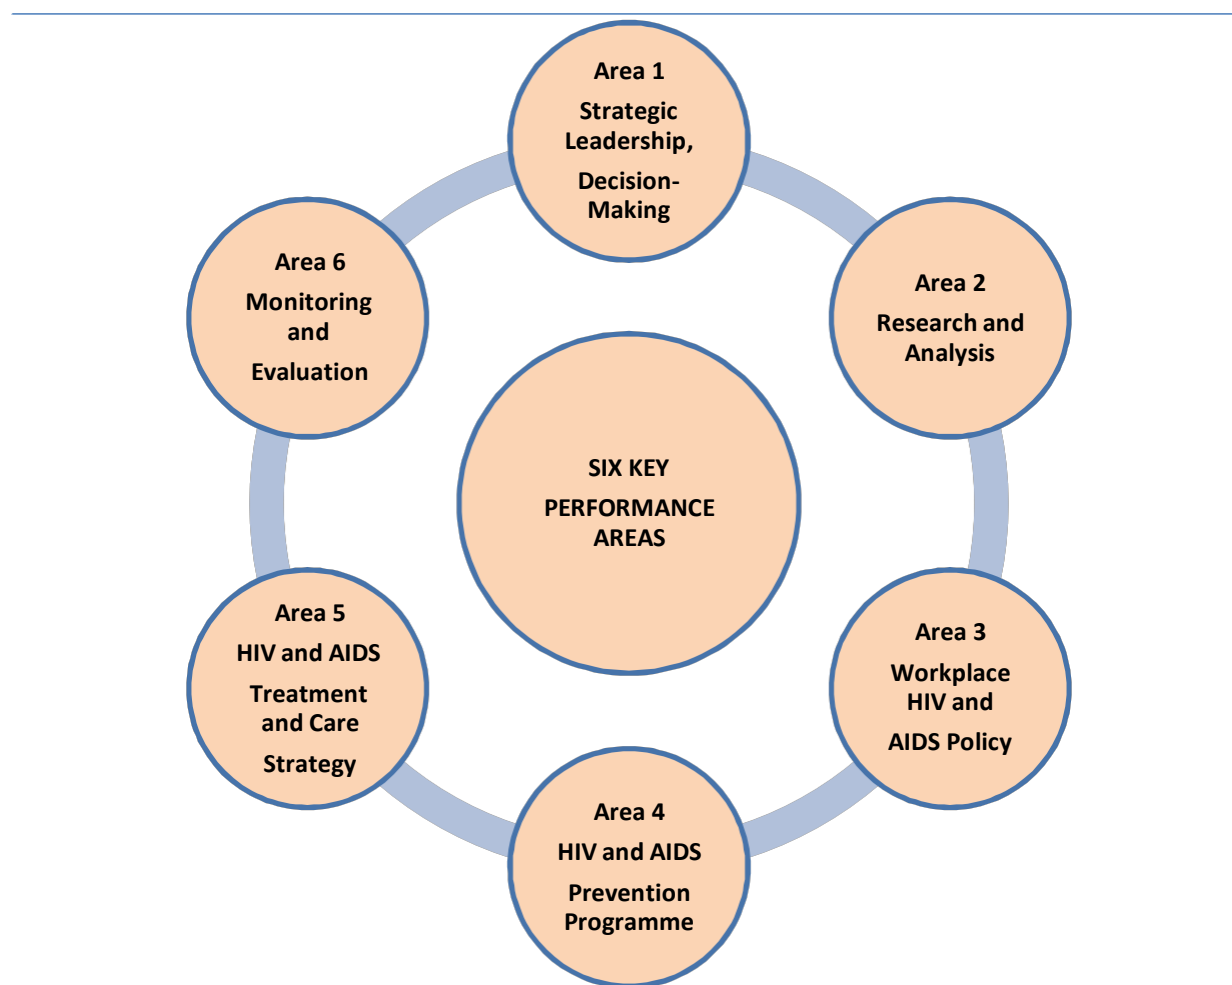 Area 1
Strategic
Leadership,
Decision-
Making
Area 2
Research and
Analysis
Area 3
Workplace
HIV and
AIDS Policy
Area 4
HIV and AIDS
Prevention
Programme
Area 5
HIV and AIDS
Treatment
and Care
Strategy
Area 6
Monitoring
and
Evaluation
SIX KEY
PERFORMANCE
AREAS